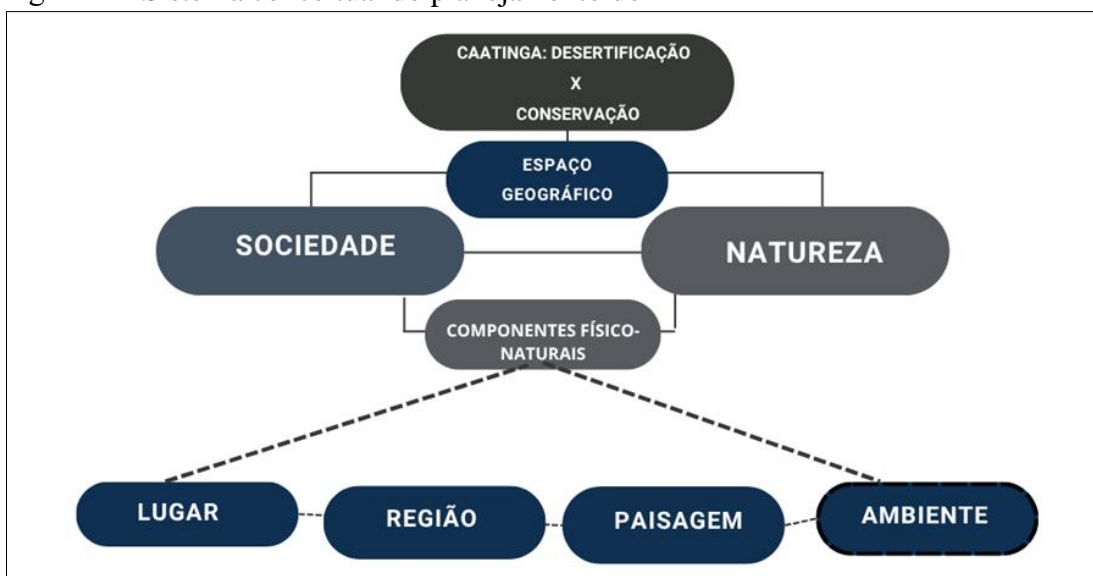 CAATINGA: DESERTIFICAÇÃO
X
CONSERVAÇÃO
ESPAÇO
GEOGRÁFICO
SOCIEDADE
NATUREZA
COMPONENTES FÍSICO-
NATURAIS
LUGAR
REGIÃO
PAISAGEM
AMBIENTE